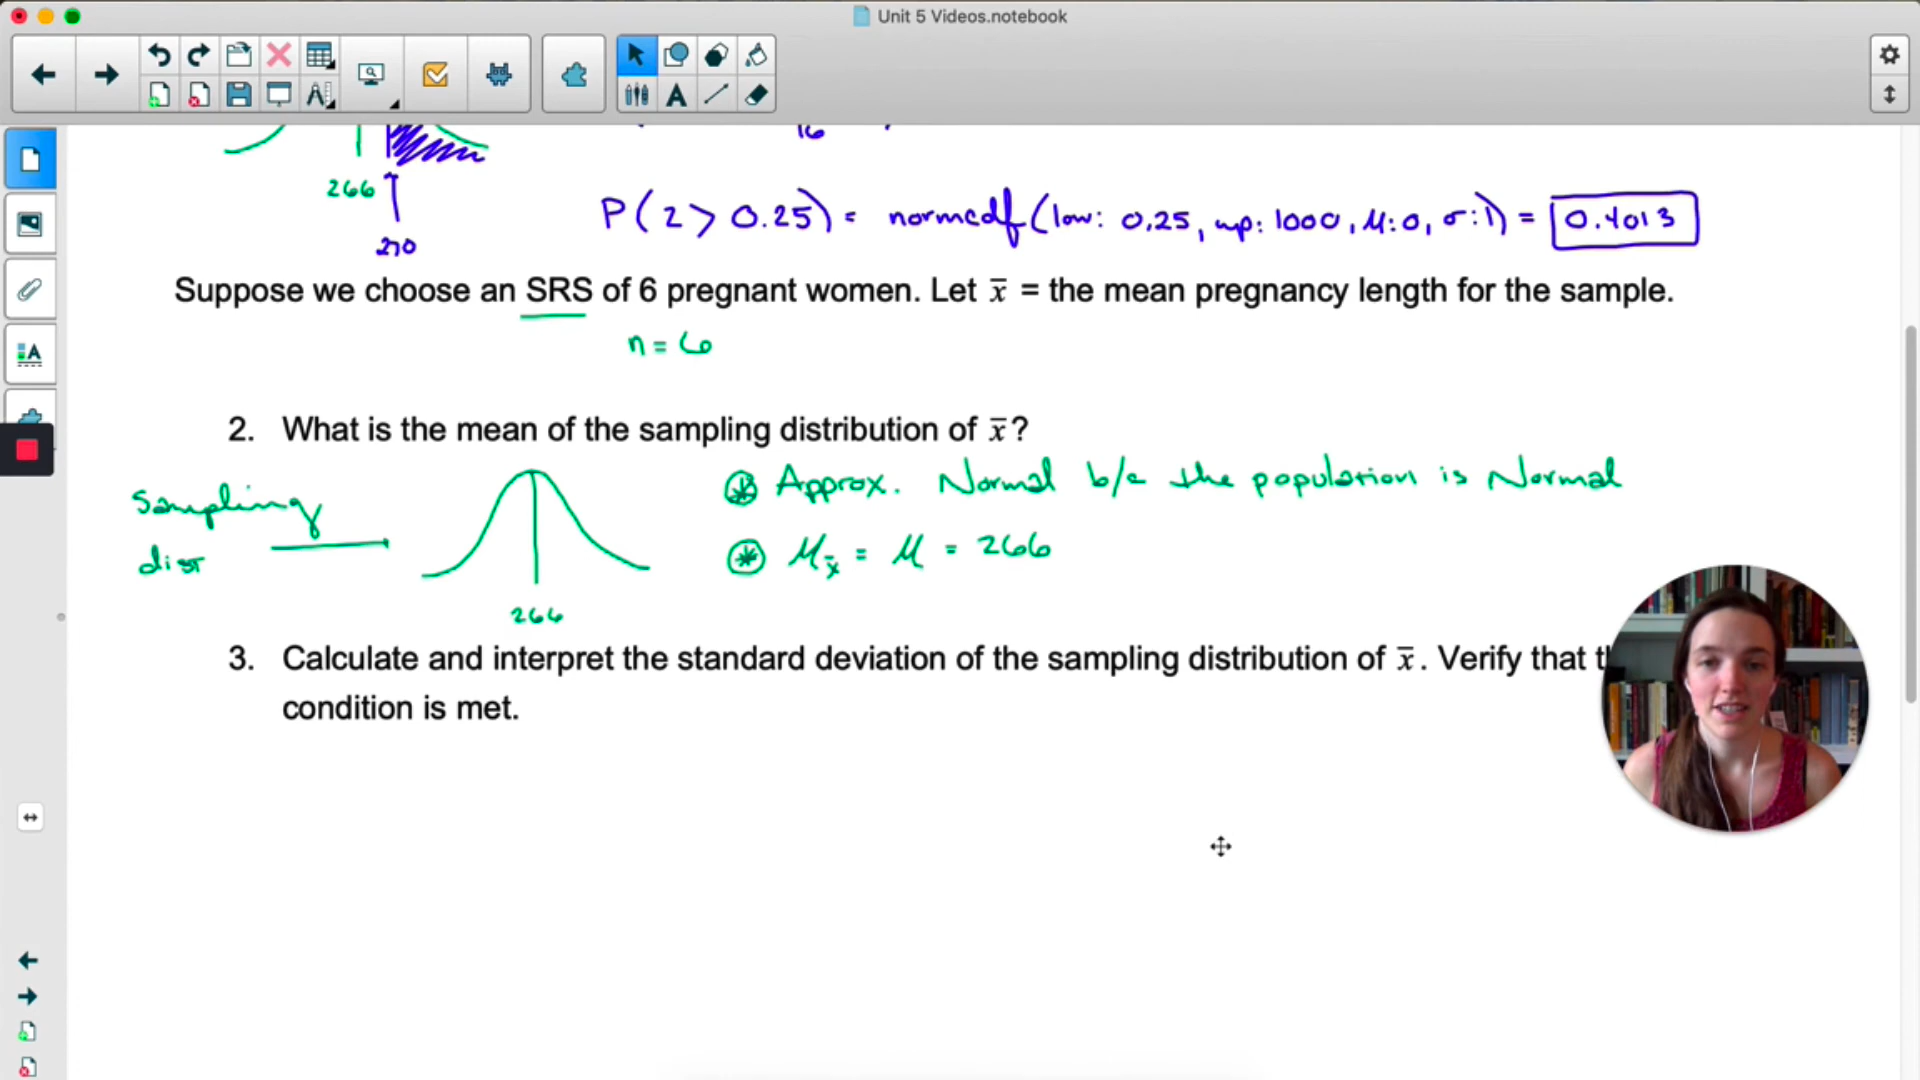 Unit 5 Videos.notebook
16
266
270
P(Z > 0.25) = normcdf(low: 0.25, up: 1000, μ: 0, σ: 1) = 0.4013
Suppose we choose an SRS of 6 pregnant women. Let x̄ = the mean pregnancy length for the sample.
n = 6
2. What is the mean of the sampling distribution of x̄?
Sampling
dist
266
⊛ Approx. Normal b/c the population is Normal
⊛ μx̄ = μ = 266
3. Calculate and interpret the standard deviation of the sampling distribution of x̄. Verify that
condition is met.